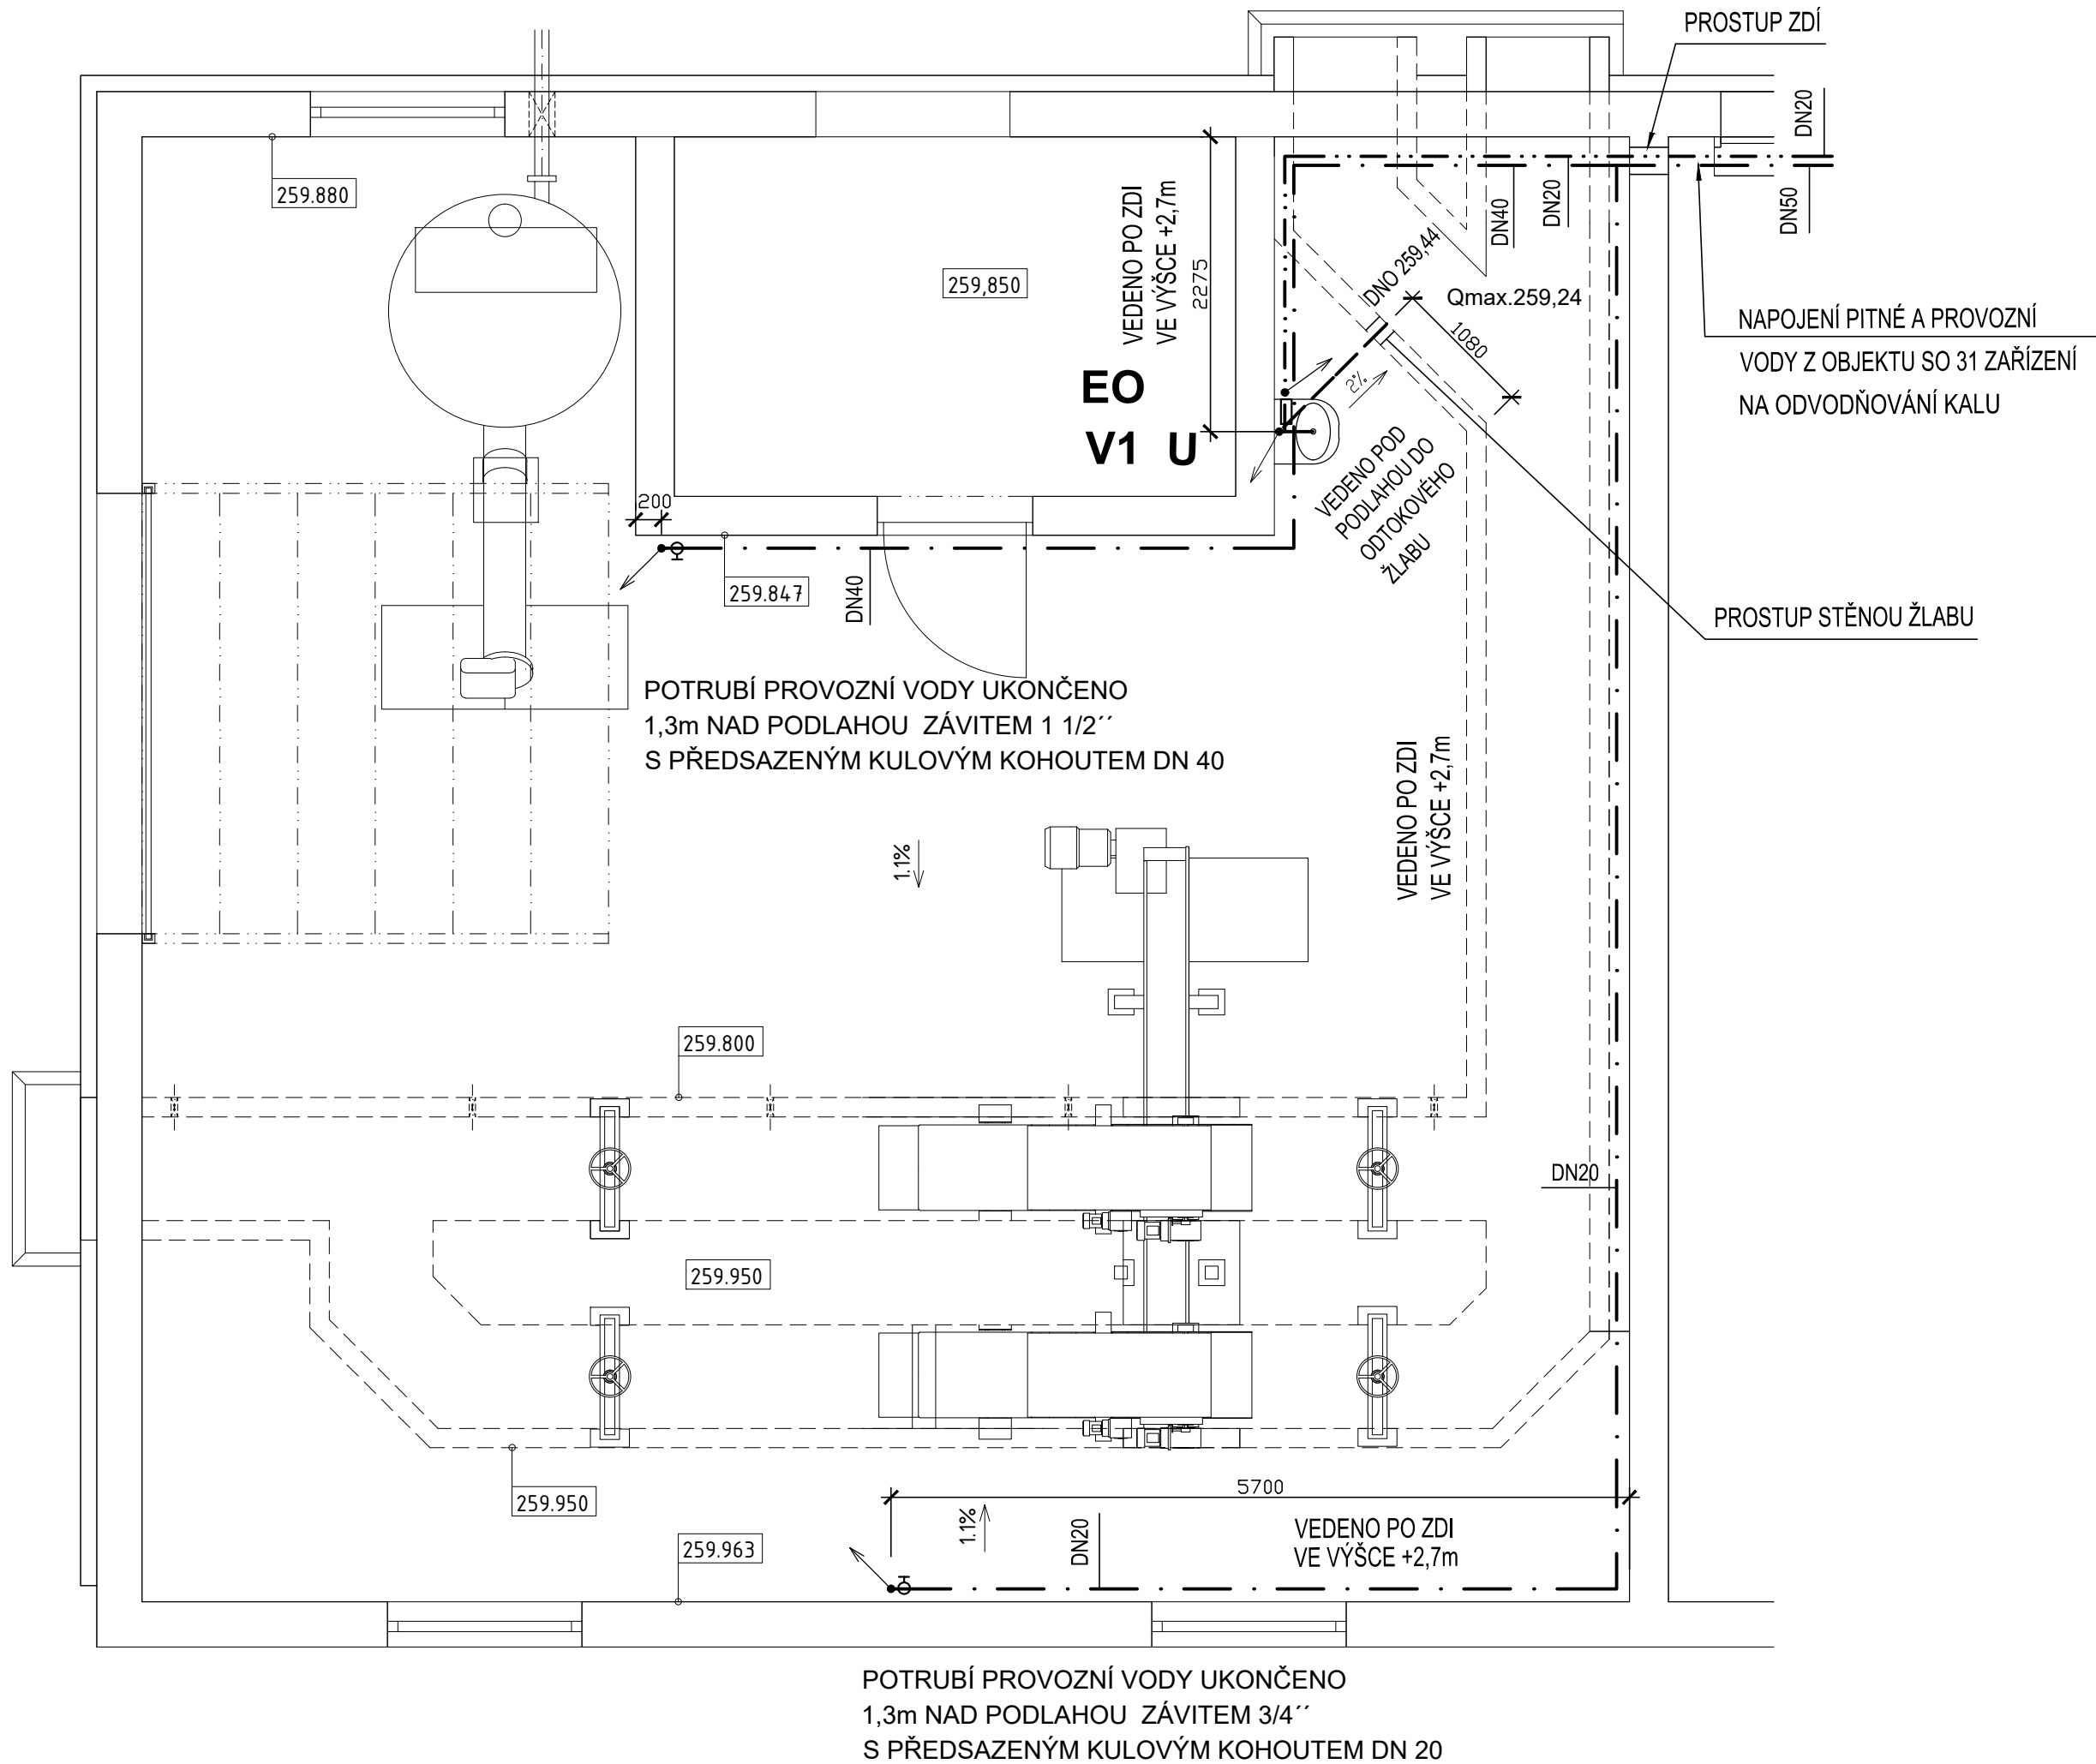 PROSTUP ZDÍ
DN20
259.880
VEDENO PO ZDI
VE VÝŠCE +2,7m
2275
DN40
DN20
DN50
259,850
DNO 259,44
Qmax.259,24
1080
2%
NAPOJENÍ PITNÉ A PROVOZNÍ
VODY Z OBJEKTU SO 31 ZAŘÍZENÍ
NA ODVODŇOVÁNÍ KALU
EO
V1 U
VEDENO POD
PODLAHOU DO
ODTOKOVÉHO
ŽLABU
200
259.847
DN40
PROSTUP STĚNOU ŽLABU
POTRUBÍ PROVOZNÍ VODY UKONČENO
1,3m NAD PODLAHOU ZÁVITEM 1 1/2´´
S PŘEDSAZENÝM KULOVÝM KOHOUTEM DN 40
VEDENO PO ZDI
VE VÝŠCE +2,7m
1.1%
259.800
DN20
259.950
5700
259.950
1.1%
DN20
VEDENO PO ZDI
VE VÝŠCE +2,7m
259.963
POTRUBÍ PROVOZNÍ VODY UKONČENO
1,3m NAD PODLAHOU ZÁVITEM 3/4´´
S PŘEDSAZENÝM KULOVÝM KOHOUTEM DN 20